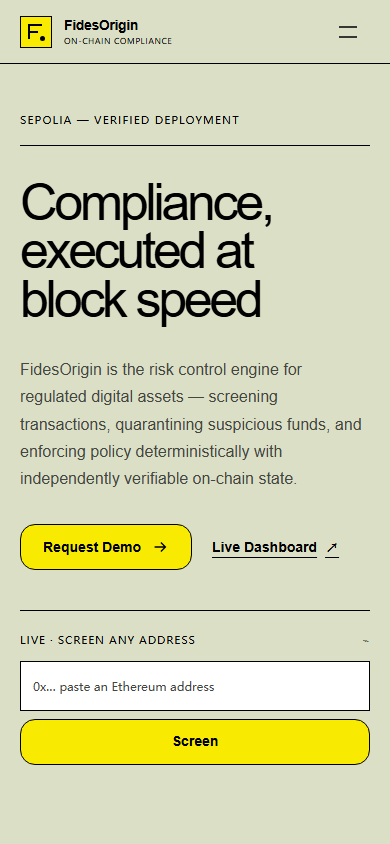 F.
FidesOrigin
ON-CHAIN COMPLIANCE
SEPOLIA — VERIFIED DEPLOYMENT
Compliance,
executed at
block speed
FidesOrigin is the risk control engine for
regulated digital assets — screening
transactions, quarantining suspicious funds, and
enforcing policy deterministically with
independently verifiable on-chain state.
Request Demo →
Live Dashboard ↗
LIVE · SCREEN ANY ADDRESS
0x... paste an Ethereum address
Screen